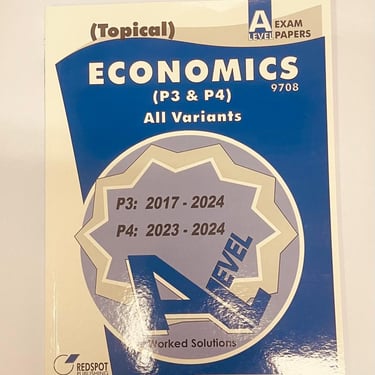 (Topical)
A LEVEL EXAM PAPERS
ECONOMICS
9708
(P3 & P4)
All Variants
P3: 2017 - 2024
P4: 2023 - 2024
A LEVEL
Worked Solutions
REDSPOT
PUBLISHING